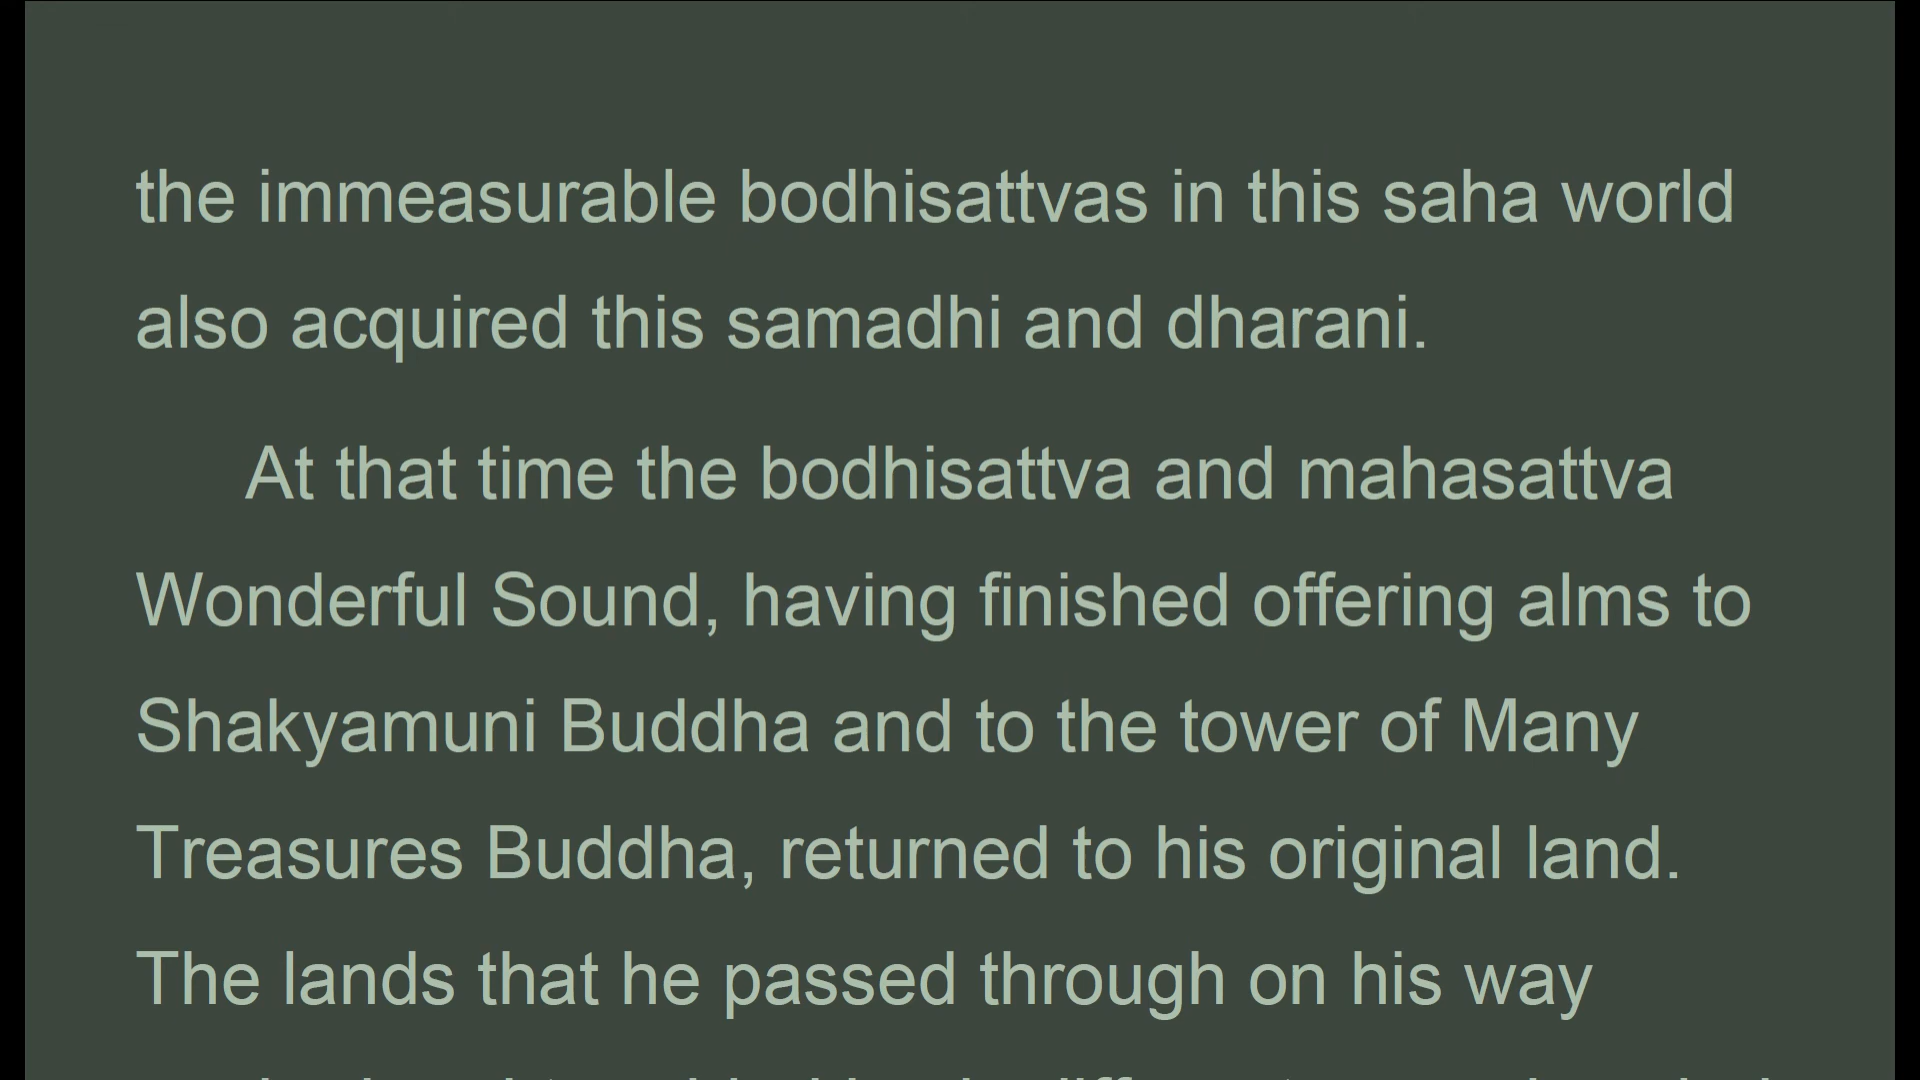 the immeasurable bodhisattvas in this saha world
also acquired this samadhi and dharani.
At that time the bodhisattva and mahasattva
Wonderful Sound, having finished offering alms to
Shakyamuni Buddha and to the tower of Many
Treasures Buddha, returned to his original land.
The lands that he passed through on his way